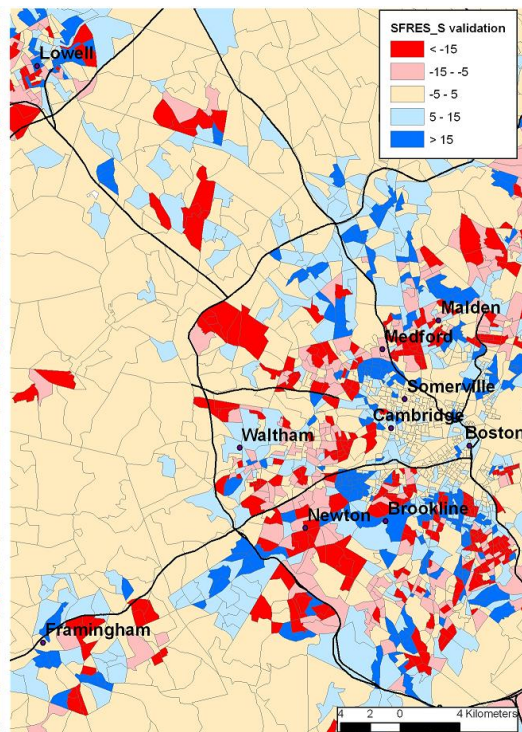 SFRES_S validation
< -15
-15 - -5
-5 - 5
5 - 15
> 15
Lowell
Malden
Medford
Somerville
Cambridge
Waltham
Boston
Newton
Brookline
Framingham
4 2 0 4 Kilometers